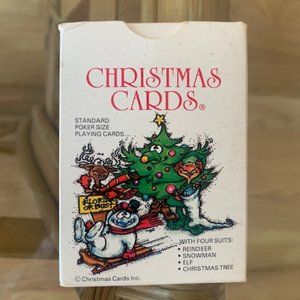 CHRISTMAS
CARDS®
STANDARD
POKER SIZE
PLAYING CARDS...
WITH FOUR SUITS:
• REINDEER
• SNOWMAN
• ELF
• CHRISTMAS TREE
© Christmas Cards Inc.